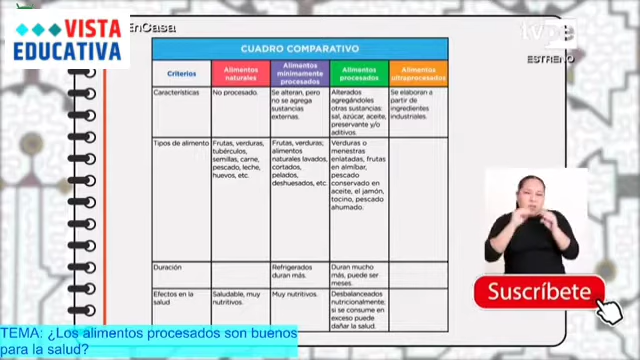 VISTA
EDUCATIVA
EnCasa
ESTRENO
CUADRO COMPARATIVO
Criterios
Alimentos
naturales
Alimentos
mínimamente
procesados
Alimentos
procesados
Alimentos
ultraprocesados
Características
No procesado.
Se alteran, pero
no se agrega
sustancias
externas.
Alterados
agregándoles
otras sustancias:
sal, azúcar, aceite,
preservante y/o
aditivos.
Se elaboran a
partir de
ingredientes
industriales.
Tipos de alimento
Frutas, verduras,
tubérculos,
semillas, carne,
pescado, leche,
huevos, etc.
Frutas, verduras;
alimentos
naturales lavados,
cortados,
pelados,
deshuesados, etc.
Verduras o
menestras
enlatadas, frutas
en almíbar,
pescado
conservado en
aceite, el jamón,
tocino, pescado
ahumado.
Duración
Refrigerados
duran más.
Duran mucho
más, puede ser
meses.
Efectos en la
salud
Saludable, muy
nutritivos.
Muy nutritivos.
Desbalanceados
nutricionalmente;
si se consume
en exceso puede
dañar la salud.
Suscríbete
TEMA: ¿Los alimentos procesados son buenos
para la salud?